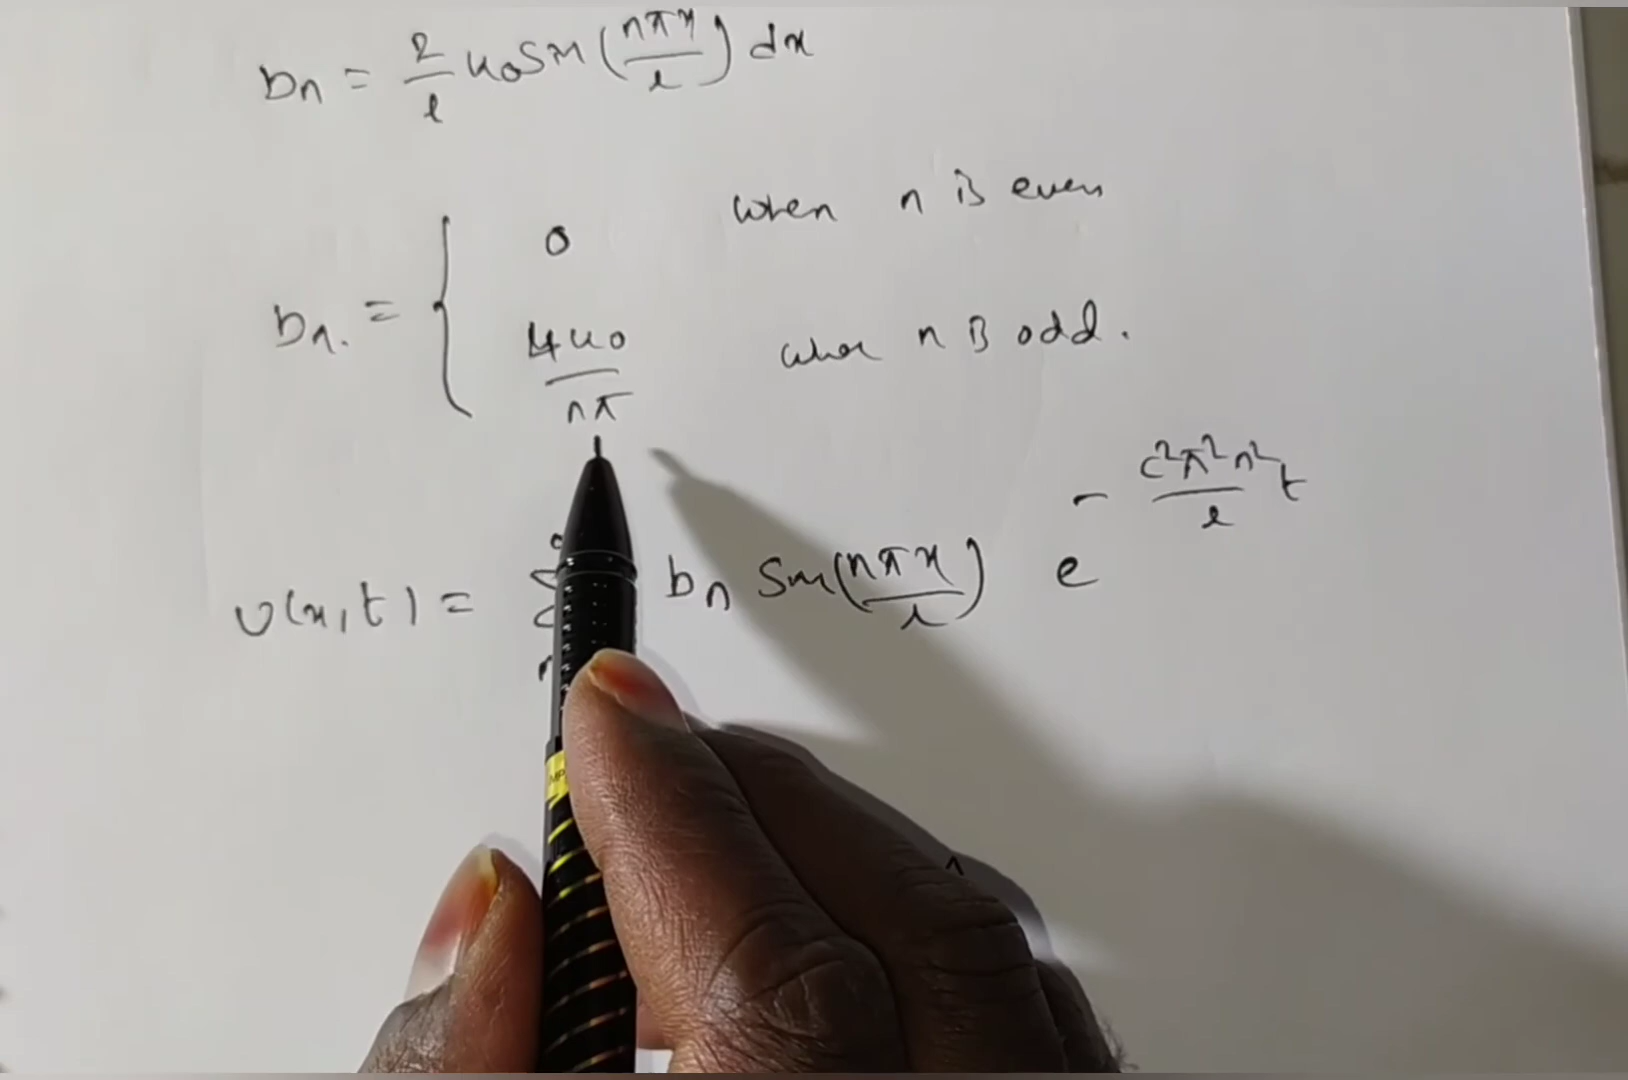 bn = 2/l u0 Sin (nπx/l) dx
0 when n is even
bn. = {
4u0/nπ when n is odd.
- c²π²n²t/l
U(x,t) = Σ bn Sin(nπx/l) e